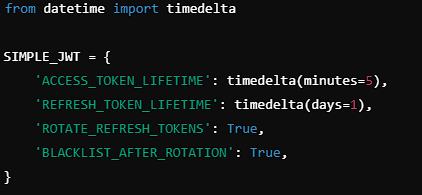 from datetime import timedelta
SIMPLE_JWT = {
    'ACCESS_TOKEN_LIFETIME': timedelta(minutes=5),
    'REFRESH_TOKEN_LIFETIME': timedelta(days=1),
    'ROTATE_REFRESH_TOKENS': True,
    'BLACKLIST_AFTER_ROTATION': True,
}